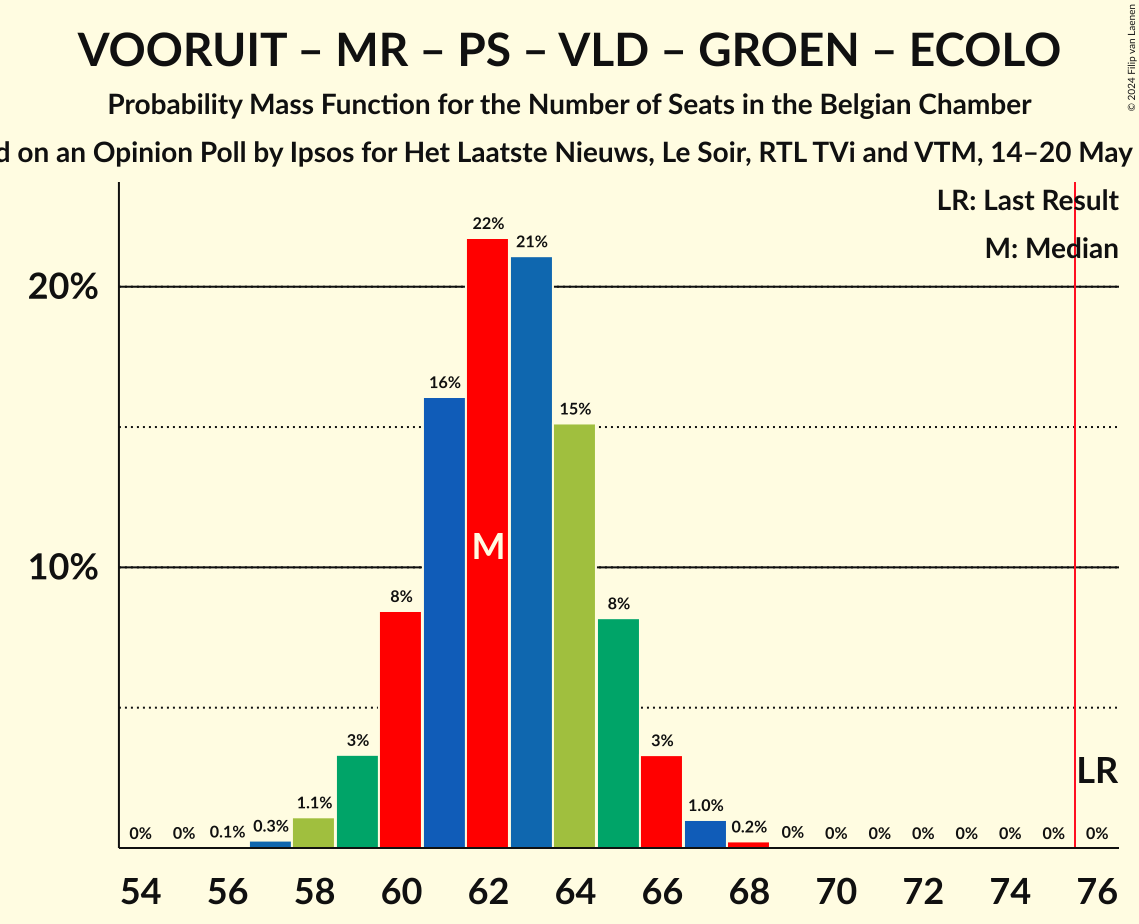 VOORUIT – MR – PS – VLD – GROEN – ECOLO
Probability Mass Function for the Number of Seats in the Belgian Chamber
on an Opinion Poll by Ipsos for Het Laatste Nieuws, Le Soir, RTL TVi and VTM, 14–20 May
© 2024 Filip van Laenen
LR: Last Result
M: Median
20%
10%
0% 0% 0.1% 0.3% 1.1% 3% 8% 16% 22% 21% 15% 8% 3% 1.0% 0.2% 0% 0% 0% 0% 0% 0% 0% 0%
M
LR
54 56 58 60 62 64 66 68 70 72 74 76